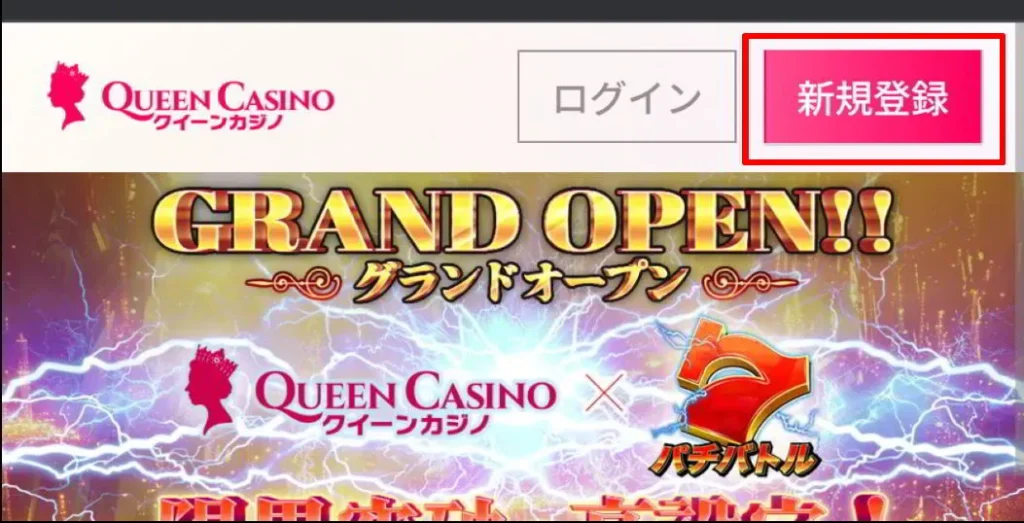 QUEEN CASINO
クイーンカジノ
ログイン
新規登録
GRAND OPEN!!
グランドオープン
QUEEN CASINO
クイーンカジノ
×
7
パチバトル